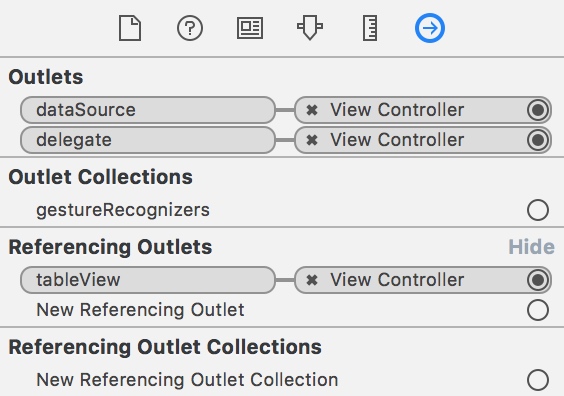 Outlets
dataSource ✖ View Controller
delegate ✖ View Controller
Outlet Collections
gestureRecognizers
Referencing Outlets Hide
tableView ✖ View Controller
New Referencing Outlet
Referencing Outlet Collections
New Referencing Outlet Collection